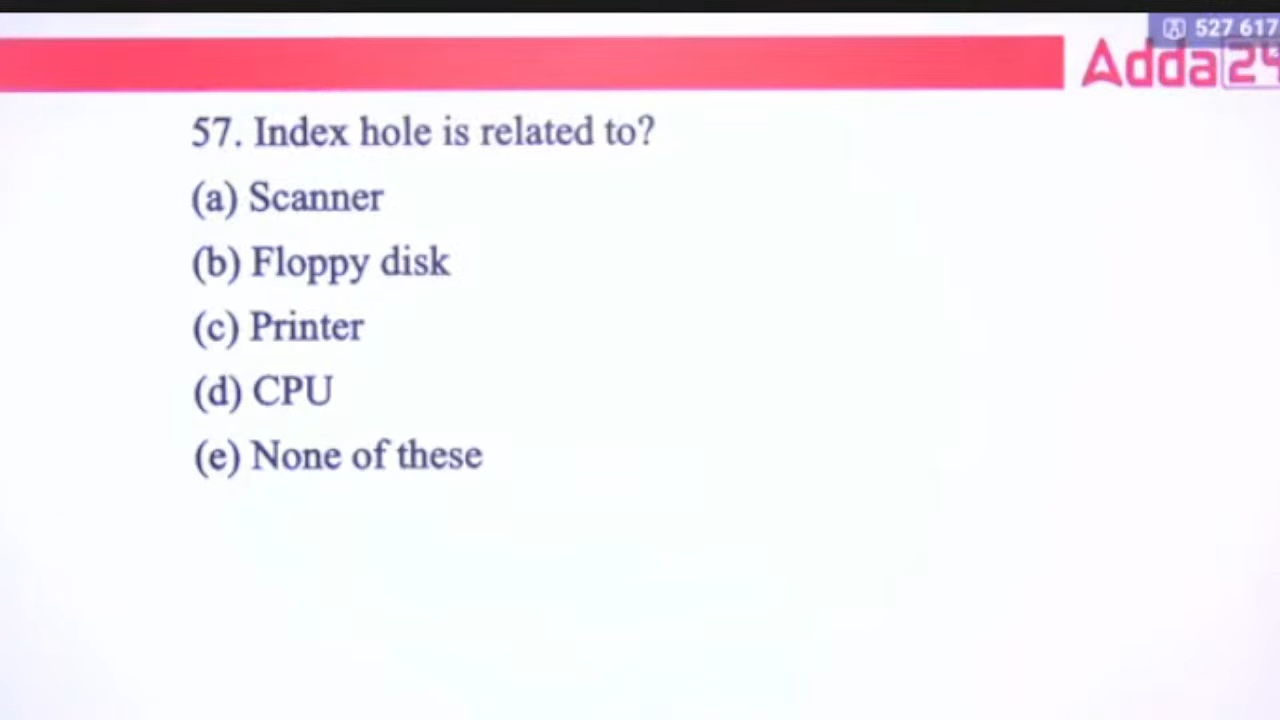 527 617
Adda24
57. Index hole is related to?
(a) Scanner
(b) Floppy disk
(c) Printer
(d) CPU
(e) None of these